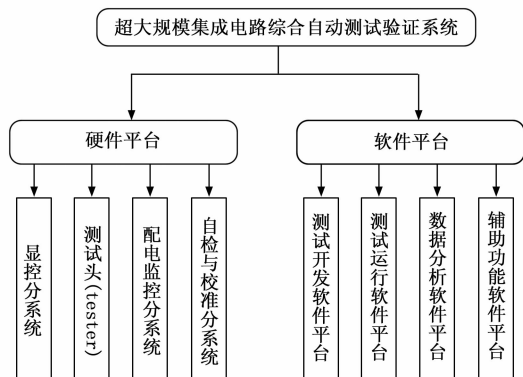 超大规模集成电路综合自动测试验证系统
硬件平台
软件平台
显控分系统
测试头(tester)
配电监控分系统
自检与校准分系统
测试开发软件平台
测试运行软件平台
数据分析软件平台
辅助功能软件平台